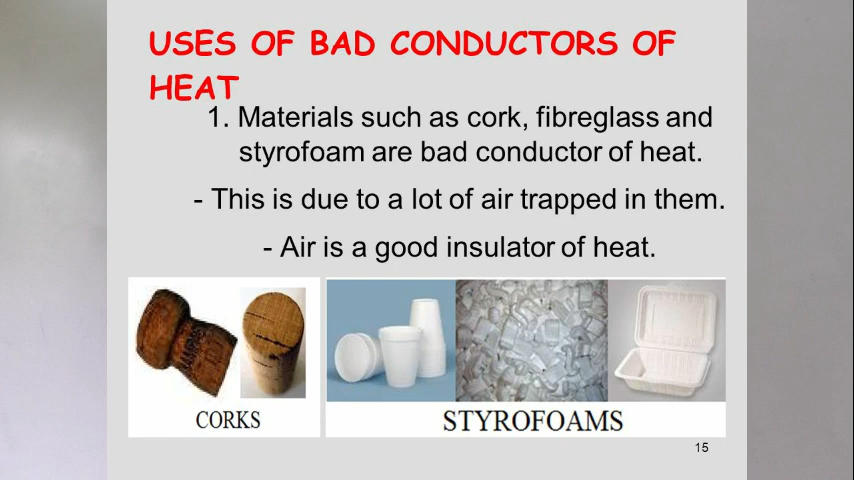 USES OF BAD CONDUCTORS OF
HEAT
1. Materials such as cork, fibreglass and
styrofoam are bad conductor of heat.
- This is due to a lot of air trapped in them.
- Air is a good insulator of heat.
CORKS
STYROFOAMS
15